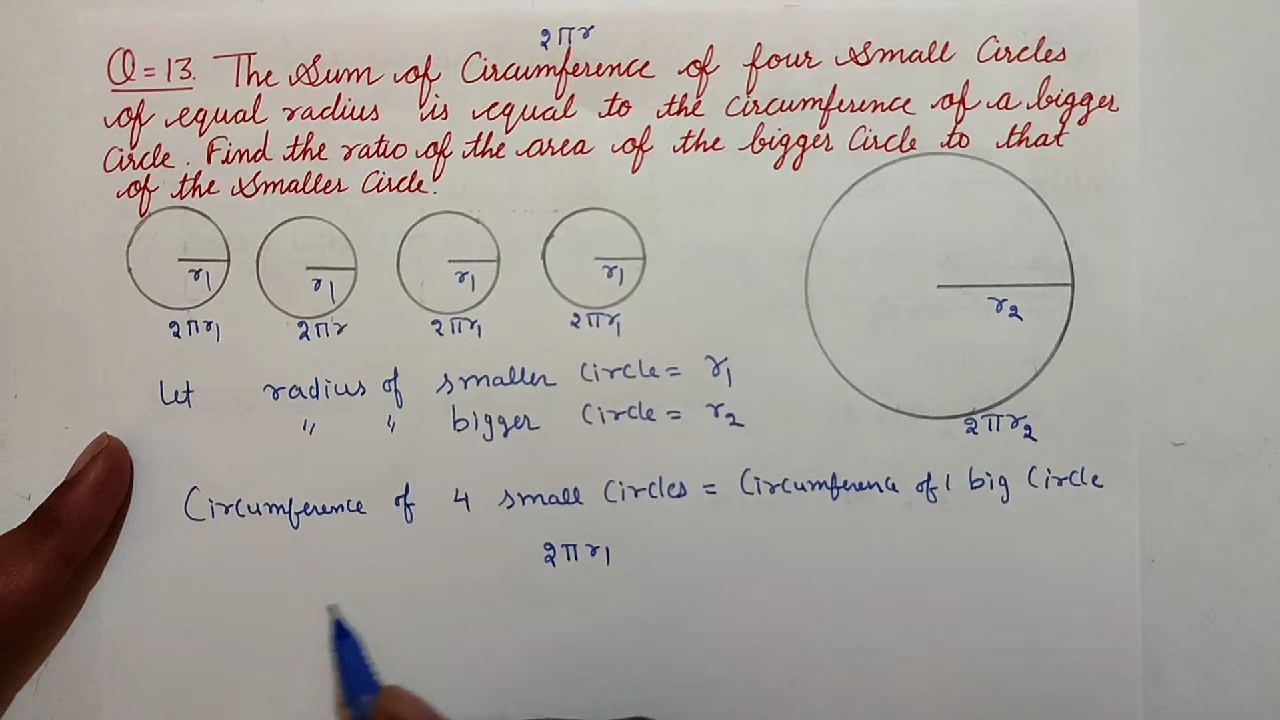 2πr
Q=13. The Sum of Circumference of four Small Circles
of equal radius is equal to the circumference of a bigger
Circle. Find the ratio of the area of the bigger Circle to that
of the Smaller Circle.
r₁ r₁ r₁ r₁ r₂
2πr₁ 2πr 2πr₁ 2πr₁
Let radius of smaller Circle = r₁
" " bigger Circle = r₂
2πr₂
Circumference of 4 small Circles = Circumferenc of 1 big Circle
2πr₁